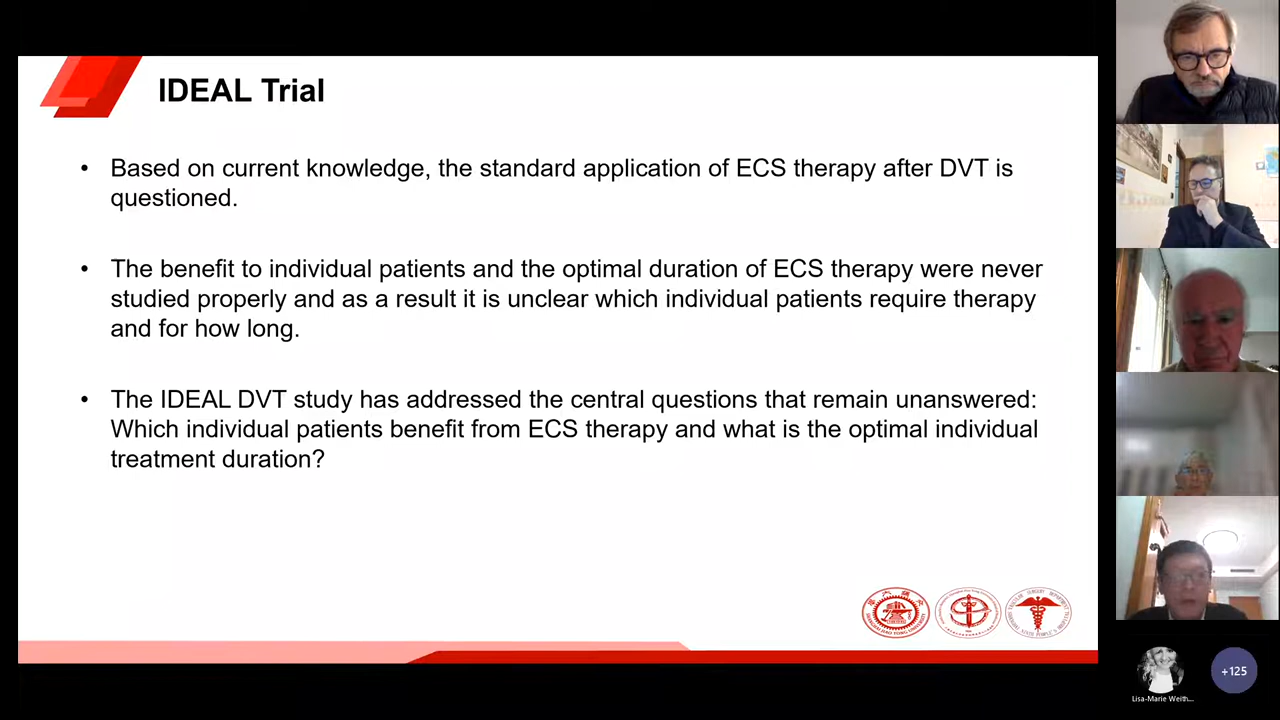 IDEAL Trial
• Based on current knowledge, the standard application of ECS therapy after DVT is
questioned.
• The benefit to individual patients and the optimal duration of ECS therapy were never
studied properly and as a result it is unclear which individual patients require therapy
and for how long.
• The IDEAL DVT study has addressed the central questions that remain unanswered:
Which individual patients benefit from ECS therapy and what is the optimal individual
treatment duration?
Lisa-Marie Weith...
+125